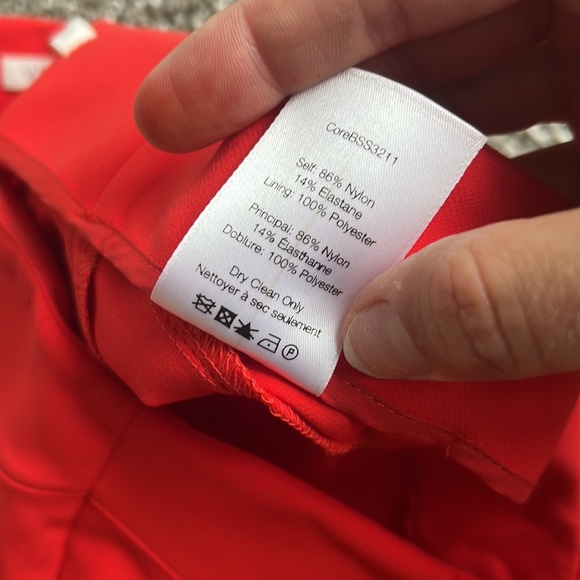 CoreBSS3211
Self: 86% Nylon
14% Elastane
Lining: 100% Polyester
Principal: 86% Nylon
14% Élasthanne
Doublure: 100% Polyester
Dry Clean Only
Nettoyer à sec seulement
P